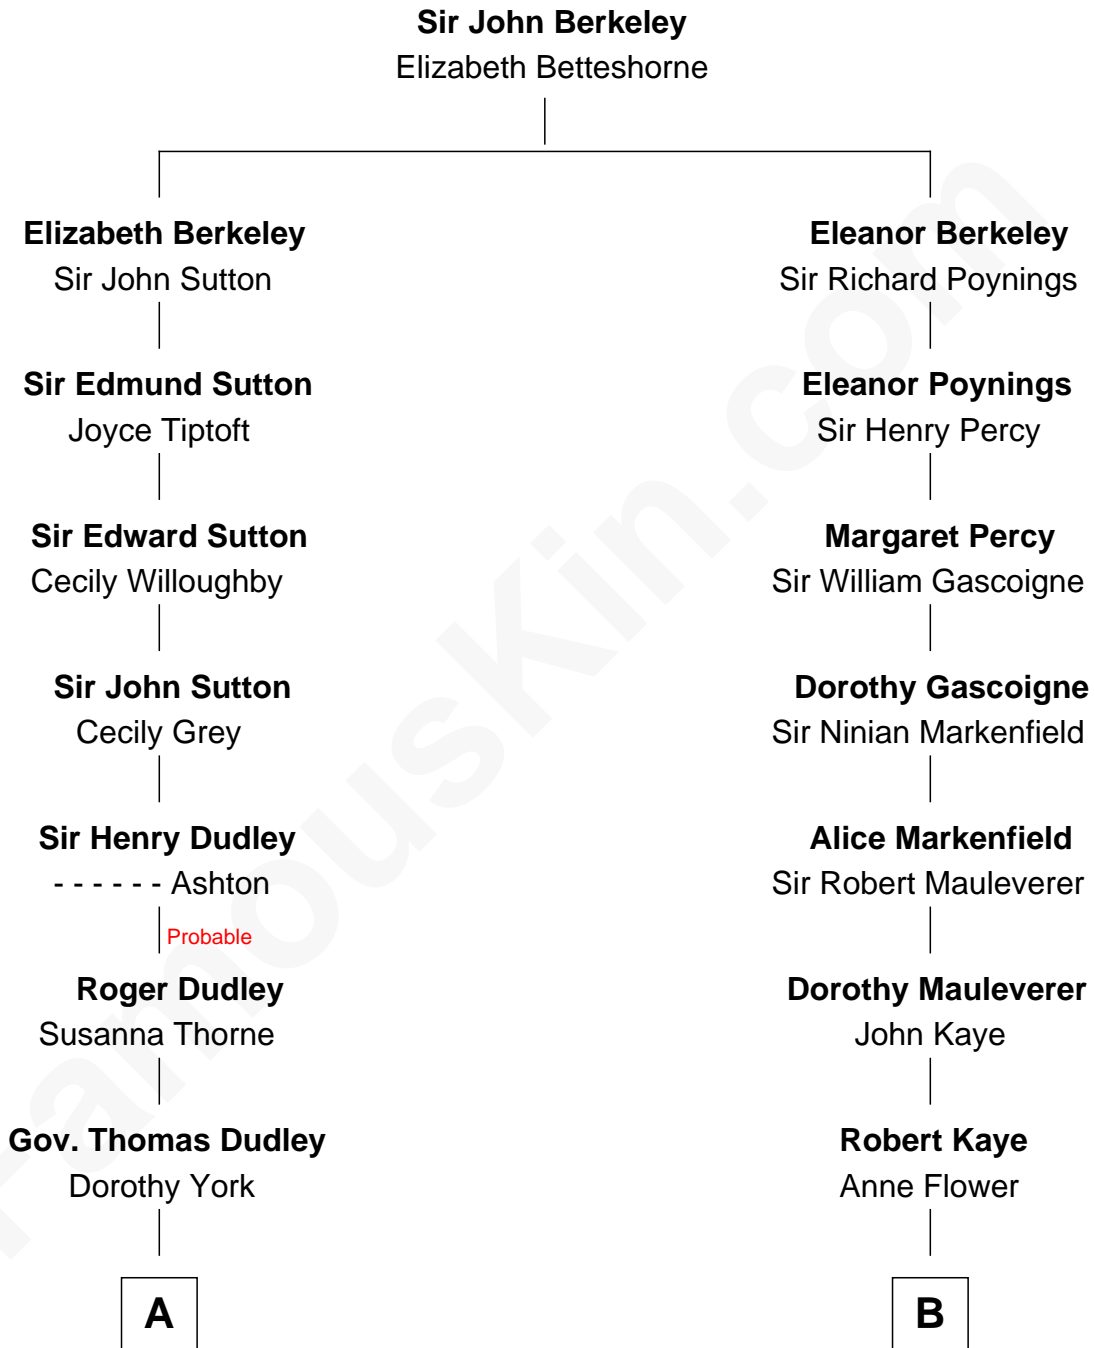 Sir John Berkeley
Elizabeth Betteshorne
Elizabeth Berkeley
Sir John Sutton
Sir Edmund Sutton
Joyce Tiptoft
Sir Edward Sutton
Cecily Willoughby
Sir John Sutton
Cecily Grey
Sir Henry Dudley
- - - - - - Ashton
Probable
Roger Dudley
Susanna Thorne
Gov. Thomas Dudley
Dorothy York
A
Eleanor Berkeley
Sir Richard Poynings
Eleanor Poynings
Sir Henry Percy
Margaret Percy
Sir William Gascoigne
Dorothy Gascoigne
Sir Ninian Markenfield
Alice Markenfield
Sir Robert Mauleverer
Dorothy Mauleverer
John Kaye
Robert Kaye
Anne Flower
B
FamousKin.com